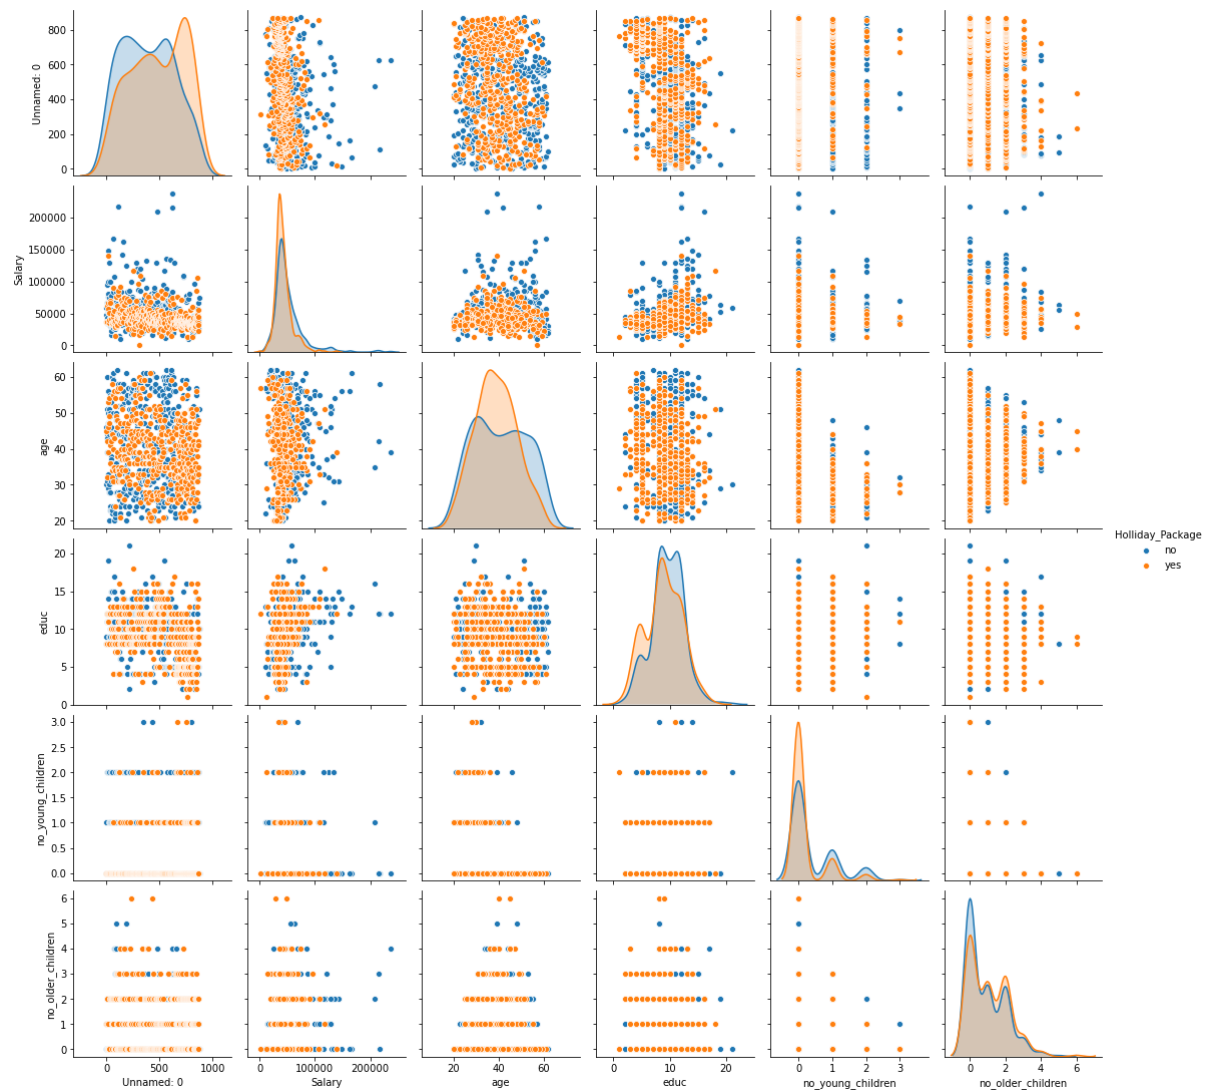 800
600
400
200
0
Unnamed: 0
200000
150000
100000
50000
0
Salary
60
50
40
30
20
age
20
15
10
5
0
educ
3.0
2.5
2.0
1.5
1.0
0.5
0.0
no_young_children
6
5
4
3
2
1
0
no_older_children
0 500 1000
Unnamed: 0
0 100000 200000
Salary
20 40 60
age
0 10 20
educ
0 1 2 3
no_young_children
0 2 4 6
no_older_children
Holliday_Package
no
yes